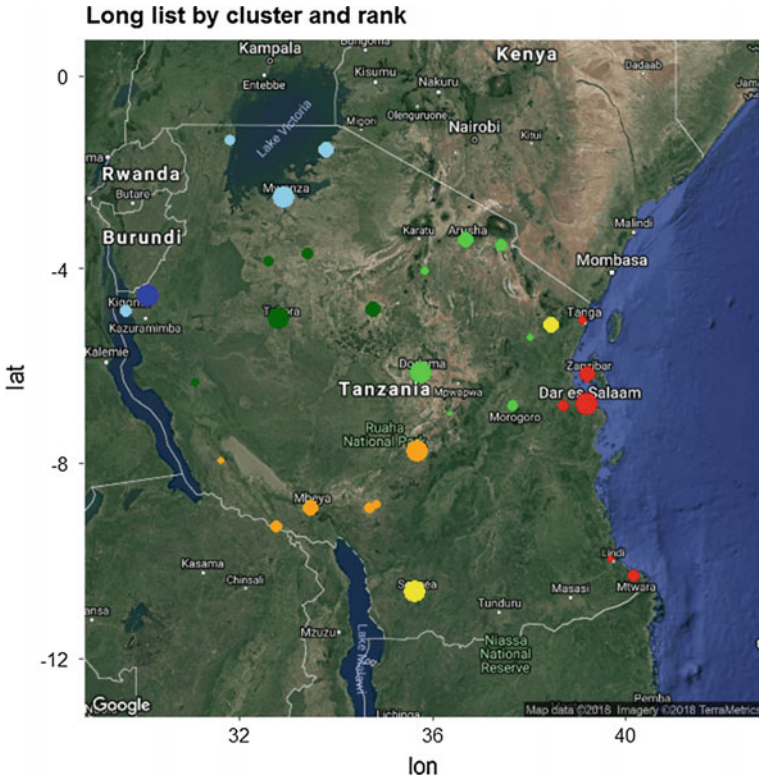 Long list by cluster and rank
Kampala
Kenya
Entebbe
Kisumu
Nakuru
Dadaab
0
Lake Victoria
Migori
Olenguruone
Nairobi
Kitui
Rwanda
Butare
Mwanza
Burundi
Karatu
Arusha
Malindi
Mombasa
-4
Kazuramimba
Tanga
Kalemie
Dodoma
Zanzibar
Tanzania
Mpwapwa
Dar es Salaam
Morogoro
Ruaha
National Park
-8
Mbeya
Lindi
Kasama
Chinsali
Masasi
Mtwara
Tunduru
Mzuzu
Lake Malawi
Niassa
National
Reserve
-12
Google
Lichinga
Pemba
Map data ©2018 Imagery ©2018 TerraMetrics
32
36
40
lon
lat